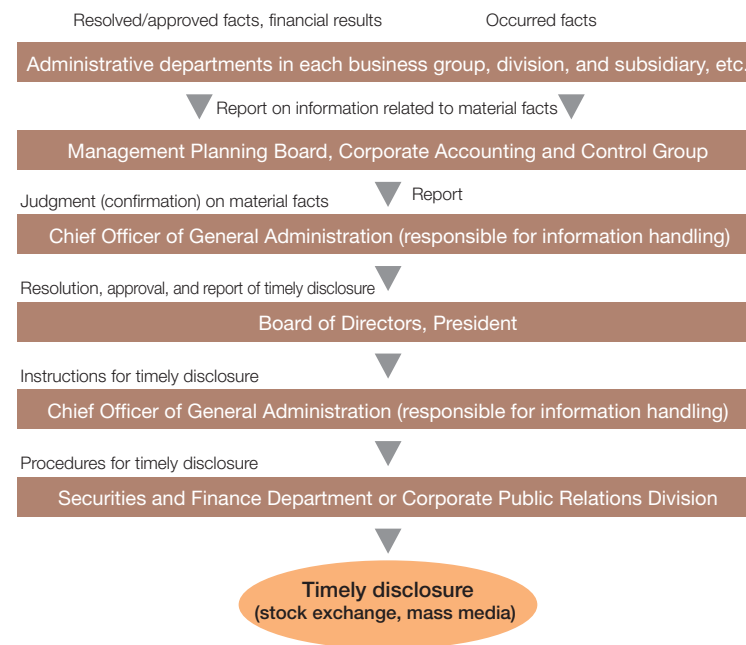 Resolved/approved facts, financial results
Occurred facts
Administrative departments in each business group, division, and subsidiary, etc.
Report on information related to material facts
Management Planning Board, Corporate Accounting and Control Group
Report
Judgment (confirmation) on material facts
Chief Officer of General Administration (responsible for information handling)
Resolution, approval, and report of timely disclosure
Board of Directors, President
Instructions for timely disclosure
Chief Officer of General Administration (responsible for information handling)
Procedures for timely disclosure
Securities and Finance Department or Corporate Public Relations Division
Timely disclosure
(stock exchange, mass media)